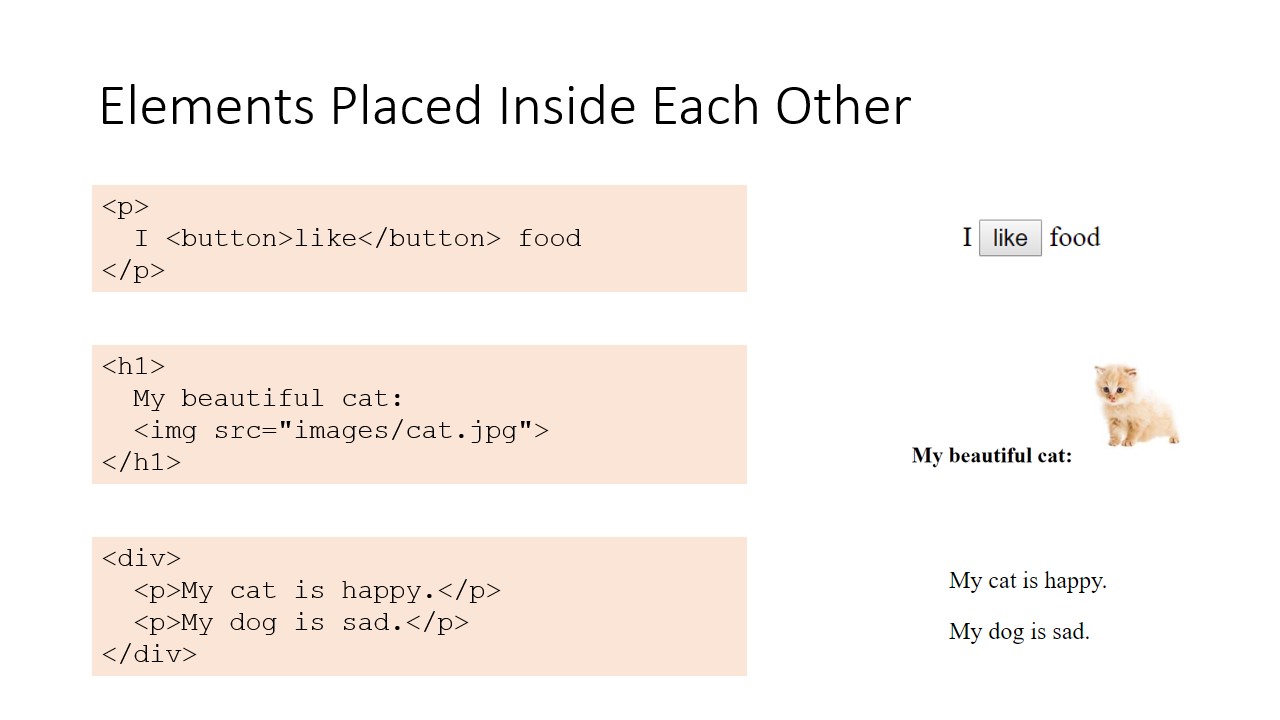 Elements Placed Inside Each Other
<p>
  I <button>like</button> food
</p>
I like food
<h1>
  My beautiful cat:
  <img src="images/cat.jpg">
</h1>
My beautiful cat:
<div>
  <p>My cat is happy.</p>
  <p>My dog is sad.</p>
</div>
My cat is happy.
My dog is sad.